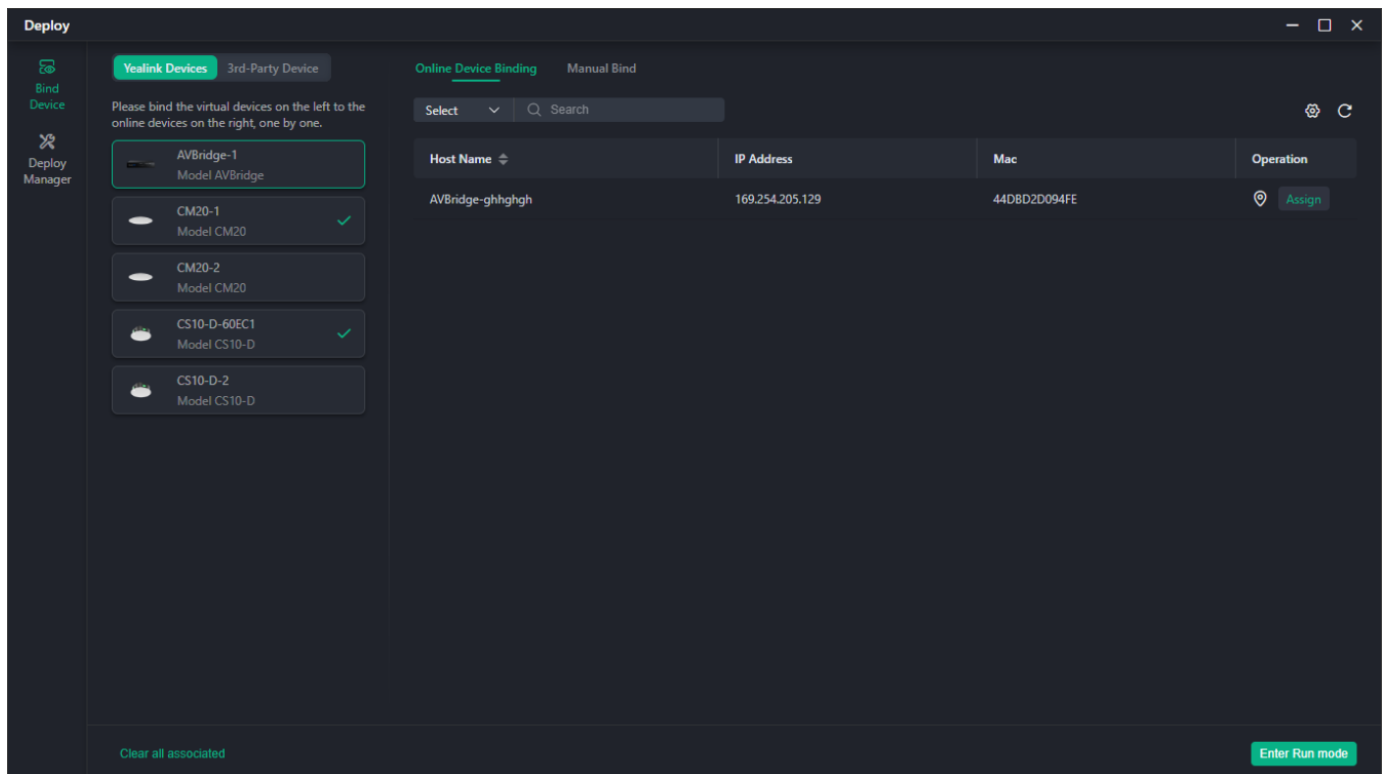 Deploy
Bind
Device
Deploy
Manager
Yealink Devices 3rd-Party Device
Please bind the virtual devices on the left to the
online devices on the right, one by one.
AVBridge-1
Model AVBridge
CM20-1
Model CM20
CM20-2
Model CM20
CS10-D-60EC1
Model CS10-D
CS10-D-2
Model CS10-D
Online Device Binding Manual Bind
Select Search
Host Name IP Address Mac Operation
AVBridge-ghhghgh 169.254.205.129 44DBD2D094FE Assign
Clear all associated Enter Run mode